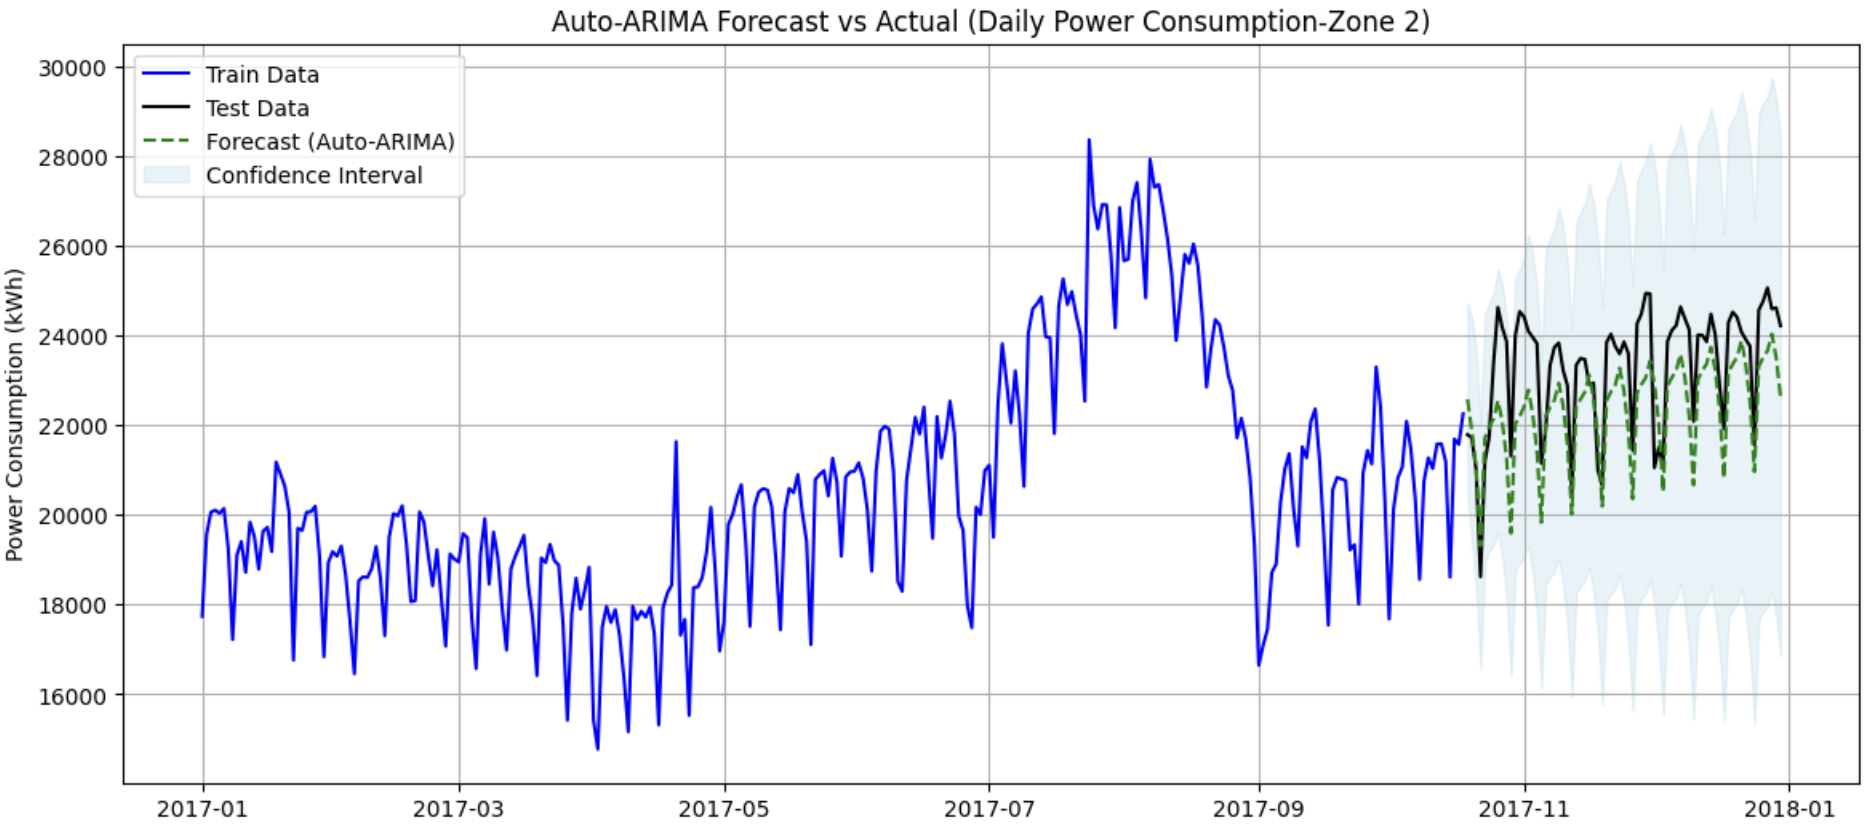 Auto-ARIMA Forecast vs Actual (Daily Power Consumption-Zone 2)
Power Consumption (kWh)
30000
28000
26000
24000
22000
20000
18000
16000
Train Data
Test Data
Forecast (Auto-ARIMA)
Confidence Interval
2017-01
2017-03
2017-05
2017-07
2017-09
2017-11
2018-01